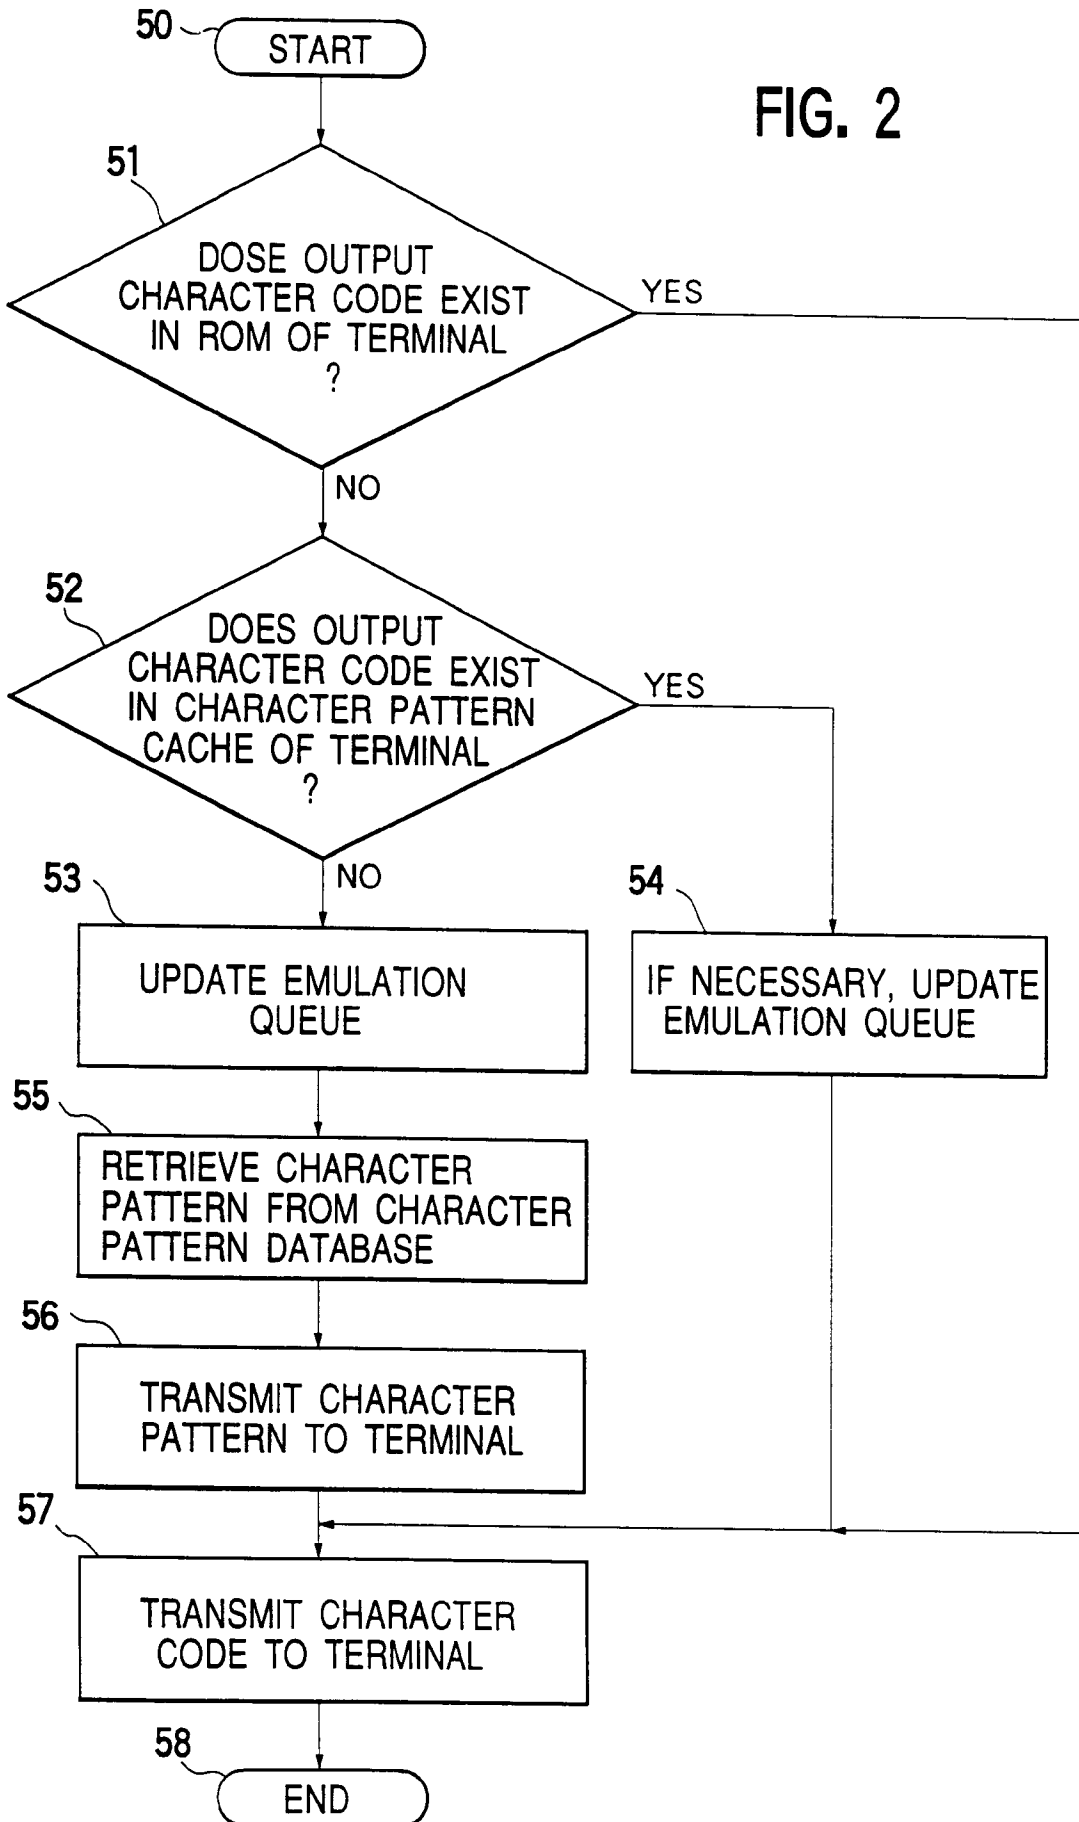 50
START
FIG. 2
51
DOSE OUTPUT
CHARACTER CODE EXIST
IN ROM OF TERMINAL
?
YES
NO
52
DOES OUTPUT
CHARACTER CODE EXIST
IN CHARACTER PATTERN
CACHE OF TERMINAL
?
YES
NO
53
UPDATE EMULATION
QUEUE
54
IF NECESSARY, UPDATE
EMULATION QUEUE
55
RETRIEVE CHARACTER
PATTERN FROM CHARACTER
PATTERN DATABASE
56
TRANSMIT CHARACTER
PATTERN TO TERMINAL
57
TRANSMIT CHARACTER
CODE TO TERMINAL
58
END